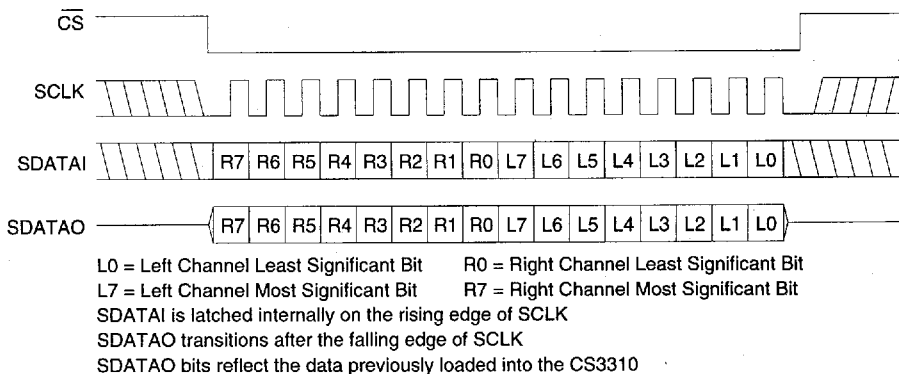 CS
SCLK
SDATAI R7 R6 R5 R4 R3 R2 R1 R0 L7 L6 L5 L4 L3 L2 L1 L0
SDATAO R7 R6 R5 R4 R3 R2 R1 R0 L7 L6 L5 L4 L3 L2 L1 L0
L0 = Left Channel Least Significant Bit R0 = Right Channel Least Significant Bit
L7 = Left Channel Most Significant Bit R7 = Right Channel Most Significant Bit
SDATAI is latched internally on the rising edge of SCLK
SDATAO transitions after the falling edge of SCLK
SDATAO bits reflect the data previously loaded into the CS3310